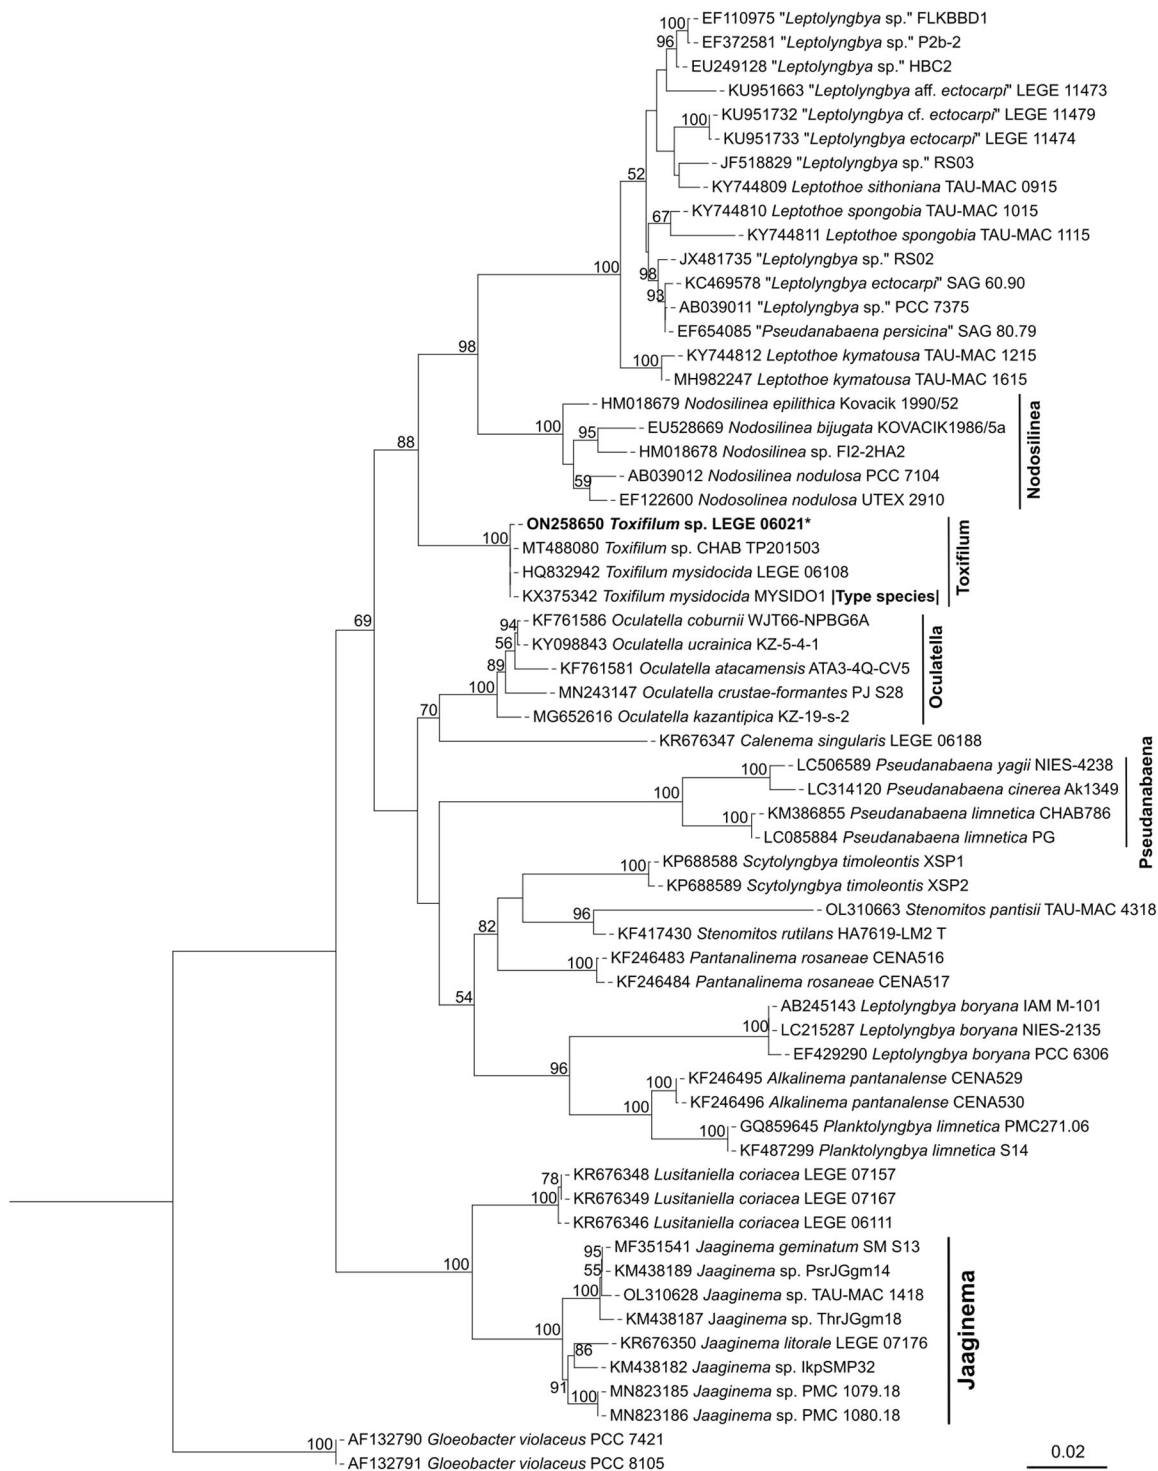 EF110975 "Leptolyngbya sp." FLKBBD1
100
EF372581 "Leptolyngbya sp." P2b-2
96
EU249128 "Leptolyngbya sp." HBC2
KU951663 "Leptolyngbya aff. ectocarpi" LEGE 11473
KU951732 "Leptolyngbya cf. ectocarpi" LEGE 11479
100
KU951733 "Leptolyngbya ectocarpi" LEGE 11474
JF518829 "Leptolyngbya sp." RS03
52
KY744809 Leptothoe sithoniana TAU-MAC 0915
KY744810 Leptothoe spongobia TAU-MAC 1015
67
KY744811 Leptothoe spongobia TAU-MAC 1115
JX481735 "Leptolyngbya sp." RS02
100
98
KC469578 "Leptolyngbya ectocarpi" SAG 60.90
93
AB039011 "Leptolyngbya sp." PCC 7375
EF654085 "Pseudanabaena persicina" SAG 80.79
98
KY744812 Leptothoe kymatousa TAU-MAC 1215
100
MH982247 Leptothoe kymatousa TAU-MAC 1615
HM018679 Nodosilinea epilithica Kovacik 1990/52
100
EU528669 Nodosilinea bijugata KOVACIK1986/5a
95
88
HM018678 Nodosilinea sp. FI2-2HA2
AB039012 Nodosilinea nodulosa PCC 7104
59
EF122600 Nodosolinea nodulosa UTEX 2910
Nodosilinea
ON258650 Toxifilum sp. LEGE 06021*
100
MT488080 Toxifilum sp. CHAB TP201503
HQ832942 Toxifilum mysidocida LEGE 06108
KX375342 Toxifilum mysidocida MYSIDO1 |Type species|
Toxifilum
69
KF761586 Oculatella coburnii WJT66-NPBG6A
94
KY098843 Oculatella ucrainica KZ-5-4-1
56
KF761581 Oculatella atacamensis ATA3-4Q-CV5
89
MN243147 Oculatella crustae-formantes PJ S28
100
MG652616 Oculatella kazantipica KZ-19-s-2
Oculatella
70
KR676347 Calenema singularis LEGE 06188
LC506589 Pseudanabaena yagii NIES-4238
100
LC314120 Pseudanabaena cinerea Ak1349
100
KM386855 Pseudanabaena limnetica CHAB786
100
LC085884 Pseudanabaena limnetica PG
Pseudanabaena
KP688588 Scytolyngbya timoleontis XSP1
100
KP688589 Scytolyngbya timoleontis XSP2
OL310663 Stenomitos pantisii TAU-MAC 4318
96
82
KF417430 Stenomitos rutilans HA7619-LM2 T
KF246483 Pantanalinema rosaneae CENA516
100
KF246484 Pantanalinema rosaneae CENA517
54
AB245143 Leptolyngbya boryana IAM M-101
100
LC215287 Leptolyngbya boryana NIES-2135
EF429290 Leptolyngbya boryana PCC 6306
96
KF246495 Alkalinema pantanalense CENA529
100
KF246496 Alkalinema pantanalense CENA530
100
GQ859645 Planktolyngbya limnetica PMC271.06
100
KF487299 Planktolyngbya limnetica S14
KR676348 Lusitaniella coriacea LEGE 07157
78
KR676349 Lusitaniella coriacea LEGE 07167
100
KR676346 Lusitaniella coriacea LEGE 06111
MF351541 Jaaginema geminatum SM S13
95
100
KM438189 Jaaginema sp. PsrJGgm14
55
OL310628 Jaaginema sp. TAU-MAC 1418
100
KM438187 Jaaginema sp. ThrJGgm18
100
KR676350 Jaaginema litorale LEGE 07176
86
KM438182 Jaaginema sp. IkpSMP32
91
MN823185 Jaaginema sp. PMC 1079.18
100
MN823186 Jaaginema sp. PMC 1080.18
Jaaginema
AF132790 Gloeobacter violaceus PCC 7421
100
AF132791 Gloeobacter violaceus PCC 8105
0.02